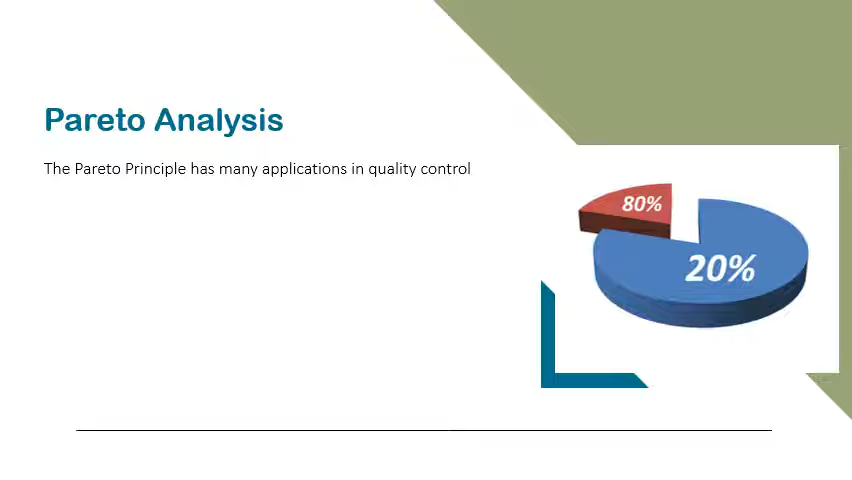 Pareto Analysis
The Pareto Principle has many applications in quality control
80%
20%